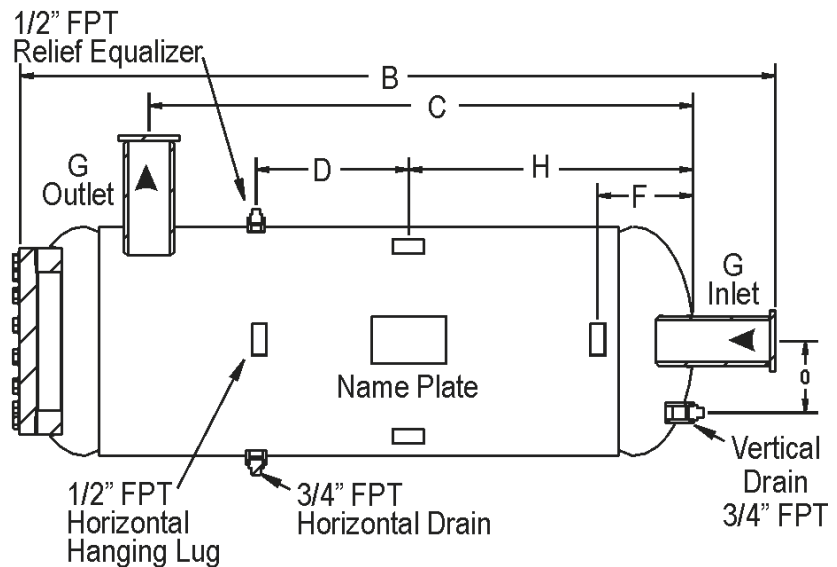 1/2” FPT
Relief Equalizer
B
C
G
Outlet
D
H
F
G
Inlet
Name Plate
Vertical
Drain
3/4” FPT
1/2” FPT
Horizontal
Hanging Lug
3/4” FPT
Horizontal Drain